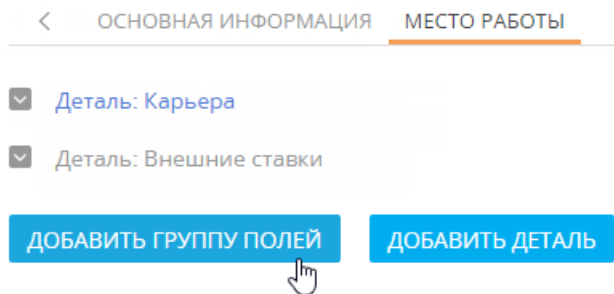 ОСНОВНАЯ ИНФОРМАЦИЯ МЕСТО РАБОТЫ
Деталь: Карьера
Деталь: Внешние ставки
ДОБАВИТЬ ГРУППУ ПОЛЕЙ ДОБАВИТЬ ДЕТАЛЬ